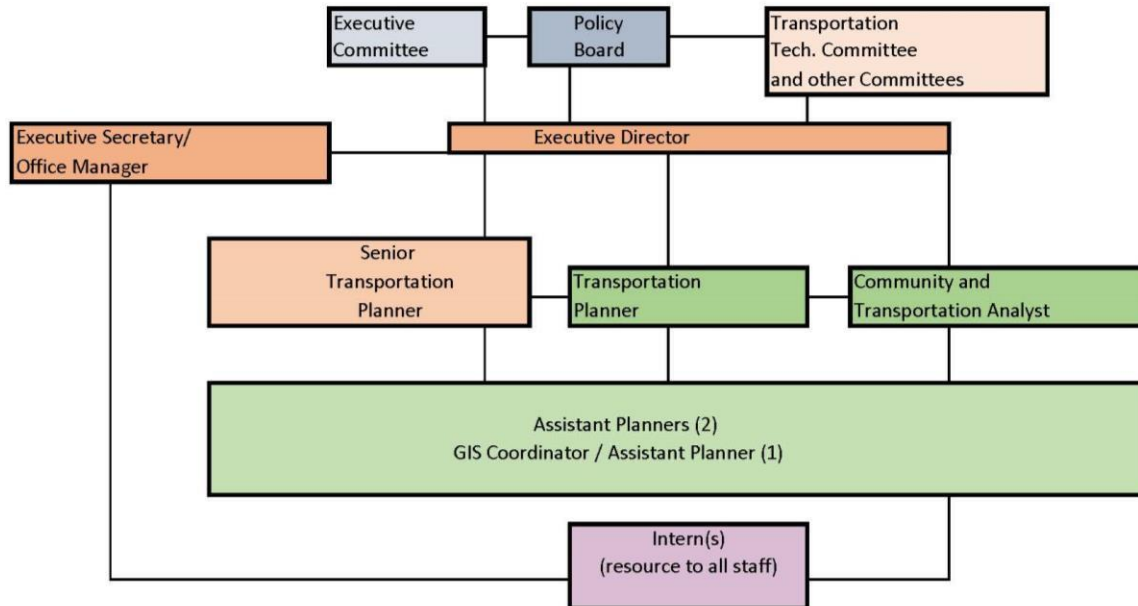 Executive
Committee
Policy
Board
Transportation
Tech. Committee
and other Committees
Executive Secretary/
Office Manager
Executive Director
Senior
Transportation
Planner
Transportation
Planner
Community and
Transportation Analyst
Assistant Planners (2)
GIS Coordinator / Assistant Planner (1)
Intern(s)
(resource to all staff)